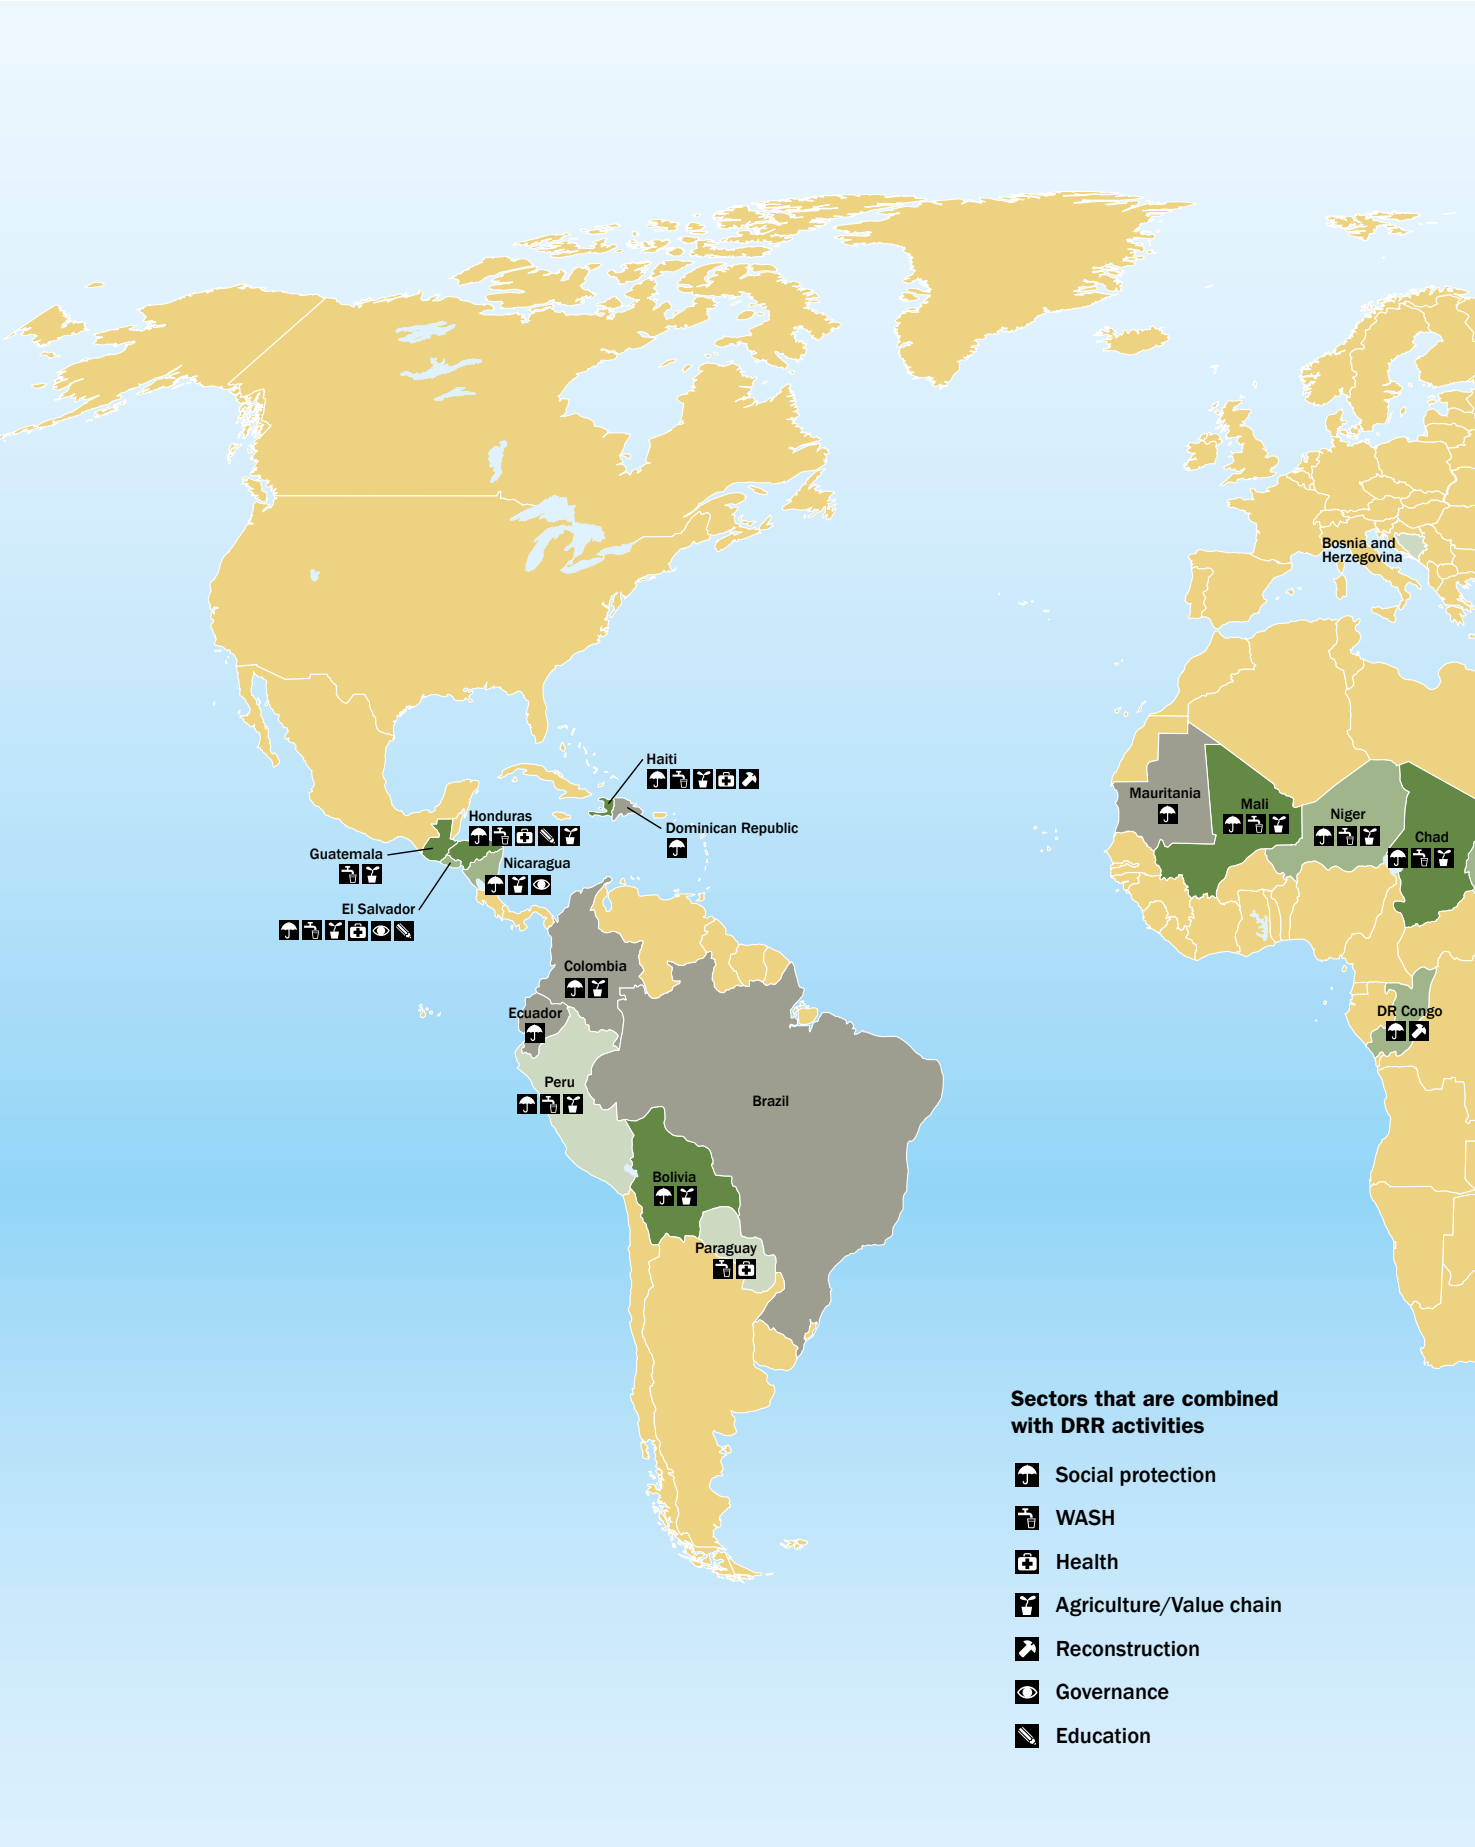 Bosnia and
Herzegovina
Haiti
Mauritania
Mali
Niger
Honduras
Dominican Republic
Chad
Guatemala
Nicaragua
El Salvador
Colombia
Ecuador
DR Congo
Peru
Brazil
Bolivia
Paraguay
Sectors that are combined
with DRR activities
Social protection
WASH
Health
Agriculture/Value chain
Reconstruction
Governance
Education